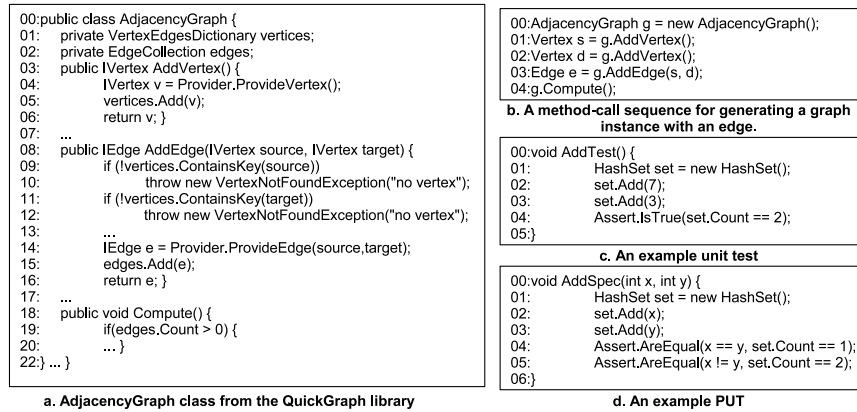 00:public class AdjacencyGraph {
01: private VertexEdgesDictionary vertices;
02: private EdgeCollection edges;
03: public IVertex AddVertex() {
04: IVertex v = Provider.ProvideVertex();
05: vertices.Add(v);
06: return v; }
07: ...
08: public IEdge AddEdge(IVertex source, IVertex target) {
09: if (!vertices.ContainsKey(source))
10: throw new VertexNotFoundException("no vertex");
11: if (!vertices.ContainsKey(target))
12: throw new VertexNotFoundException("no vertex");
13: ...
14: IEdge e = Provider.ProvideEdge(source,target);
15: edges.Add(e);
16: return e; }
17: ...
18: public void Compute() {
19: if(edges.Count > 0) {
20: ... }
22:} ... }
a. AdjacencyGraph class from the QuickGraph library
00:AdjacencyGraph g = new AdjacencyGraph();
01:Vertex s = g.AddVertex();
02:Vertex d = g.AddVertex();
03:Edge e = g.AddEdge(s, d);
04:g.Compute();
b. A method-call sequence for generating a graph
instance with an edge.
00:void AddTest() {
01: HashSet set = new HashSet();
02: set.Add(7);
03: set.Add(3);
04: Assert.IsTrue(set.Count == 2);
05:}
c. An example unit test
00:void AddSpec(int x, int y) {
01: HashSet set = new HashSet();
02: set.Add(x);
03: set.Add(y);
04: Assert.AreEqual(x == y, set.Count == 1);
05: Assert.AreEqual(x != y, set.Count == 2);
06:}
d. An example PUT